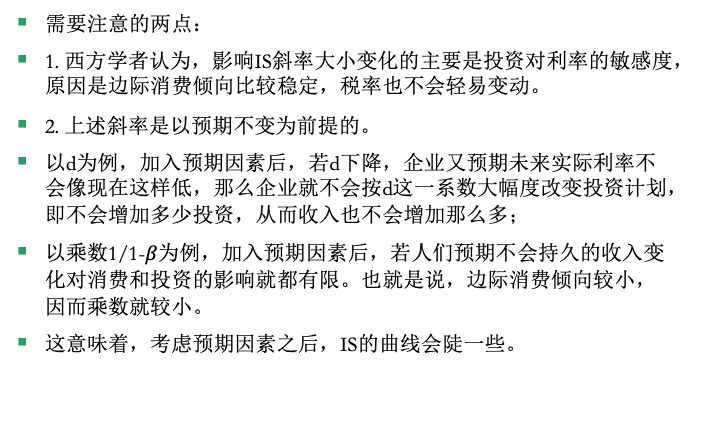 需要注意的两点：
1. 西方学者认为，影响IS斜率大小变化的主要是投资对利率的敏感度，
原因是边际消费倾向比较稳定，税率也不会轻易变动。
2. 上述斜率是以预期不变为前提的。
以d为例，加入预期因素后，若d下降，企业又预期未来实际利率不
会像现在这样低，那么企业就不会按d这一系数大幅度改变投资计划，
即不会增加多少投资，从而收入也不会增加那么多；
以乘数1/1-β为例，加入预期因素后，若人们预期不会持久的收入变
化对消费和投资的影响就都有限。也就是说，边际消费倾向较小，
因而乘数就较小。
这意味着，考虑预期因素之后，IS的曲线会陡一些。